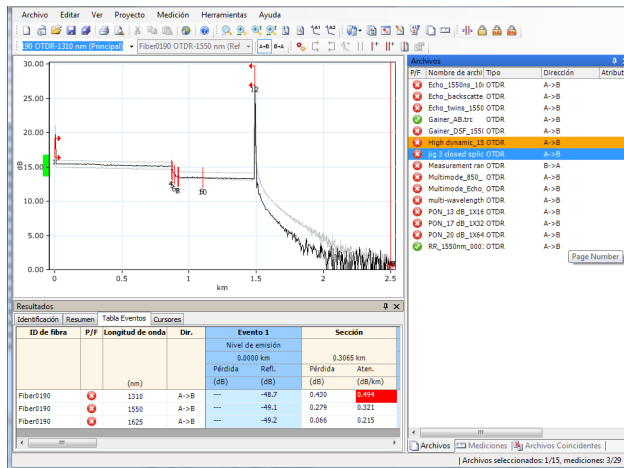 Archivo Editar Ver Proyecto Medición Herramientas Ayuda
190 OTDR-1310 nm (Principal) Fiber0190 OTDR-1550 nm (Ref A→B B→A
30.00
25.00
20.00
15.00
10.00
5.00
0.00
dB
12
10
0 0.5 1 1.5 2 2.5
km
Archivos
P/F Nombre de archi Tipo Dirección Atribut
Echo_1550ns_10( OTDR A->B
Echo_backscatte OTDR A->B
Echo_twins_1550 OTDR A->B
Gainer_AB.trc OTDR A->B
Gainer_DSF_155( OTDR A->B
High dynamic_15 OTDR A->B
jig 3 closed splic OTDR A->B
Measurement ran OTDR B->A
Multimode_850_: OTDR A->B
Multimode_Echo_ OTDR A->B
multi-wavelength OTDR A->B
PON_13 dB_1X16 OTDR A->B
PON_17 dB_1X32 OTDR A->B
PON_20 dB_1X64 OTDR A->B
RR_1550nm_000: OTDR A->B
Page Number
Resultados
Identificación Resumen Tabla Eventos Cursores
ID de fibra P/F Longitud de onda Dir. Evento 1 Sección
Nivel de emisión
0.0000 km 0.3065 km
Pérdida Refl. Pérdida Aten.
(nm) (dB) (dB) (dB) (dB/km)
Fiber0190 1310 A->B --- -48.7 0.430 0.494
Fiber0190 1550 A->B --- -49.1 0.279 0.321
Fiber0190 1625 A->B --- -49.2 0.066 0.215
Archivos Mediciones Archivos Coincidentes
Archivos seleccionados: 1/15, mediciones: 3/29